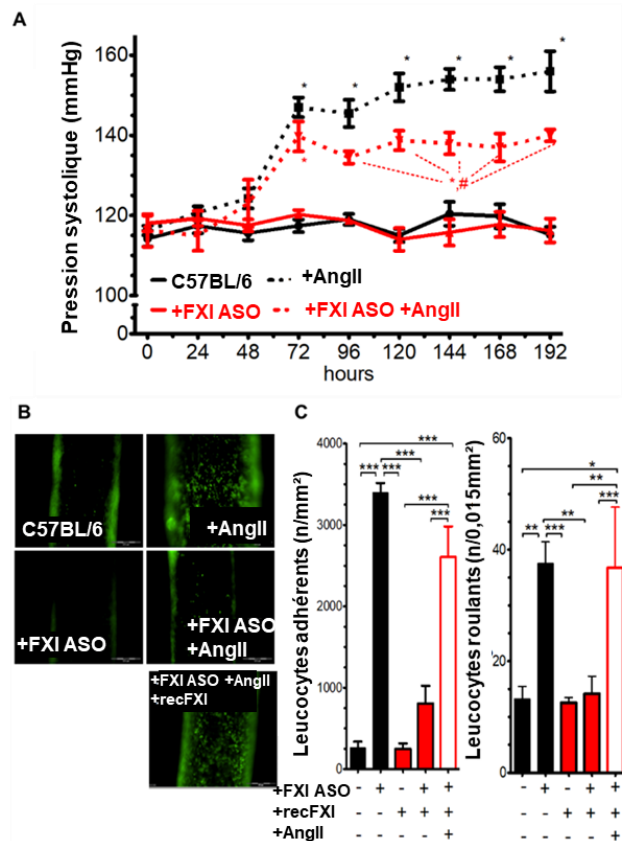 A
Pression systolique (mmHg)
160
140
120
100
0
* * * * * *
*
*,#
C57BL/6 +AngII
+FXI ASO +FXI ASO +AngII
0 24 48 72 96 120 144 168 192
hours
B
C57BL/6
+AngII
+FXI ASO
+FXI ASO
+AngII
+FXI ASO +AngII
+recFXI
C
Leucocytes adhérents (n/mm²)
4000
3500
2500
1000
0
***
***
*** ***
***
***
Leucocytes roulants (n/0,015mm²)
60
40
20
0
*
**
**
** ***
***
+FXI ASO - + - + + - + - + +
+recFXI - - + + + - - + + +
+AngII - - - - + - - - - +